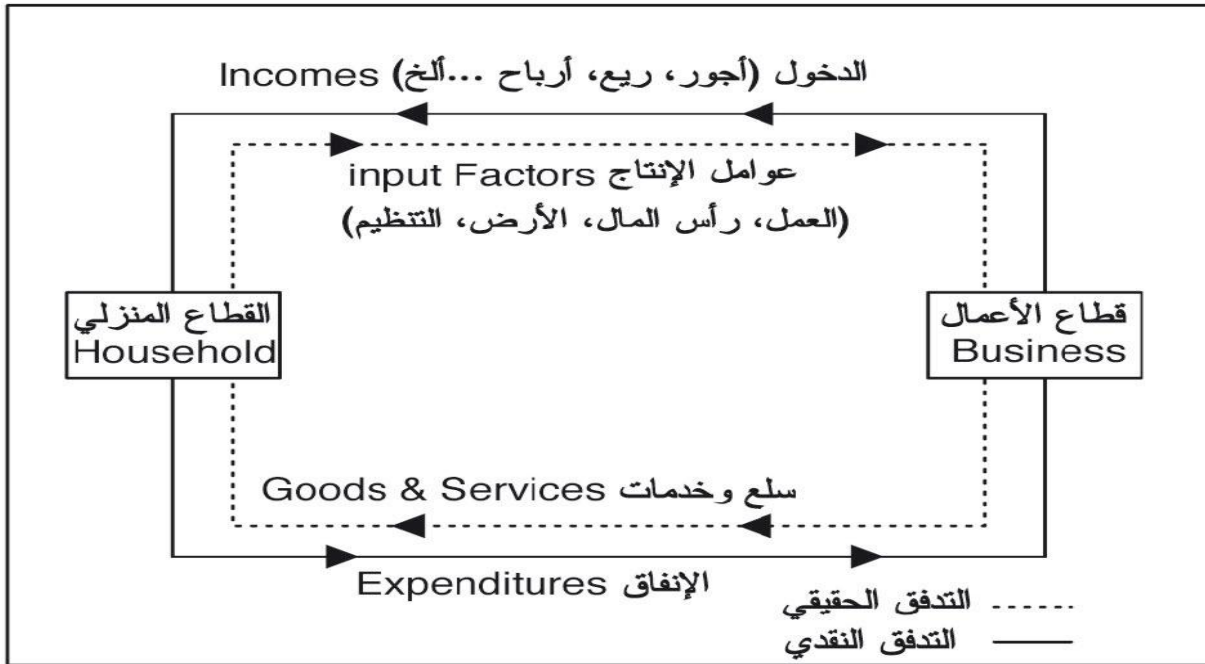 الدخول (أجور، ريع، أرباح ...ألخ) Incomes
عوامل الإنتاج input Factors
(العمل، رأس المال، الأرض، التنظيم)
القطاع المنزلي
Household
قطاع الأعمال
Business
سلع وخدمات Goods & Services
الإنفاق Expenditures
التدفق الحقيقي
التدفق النقدي